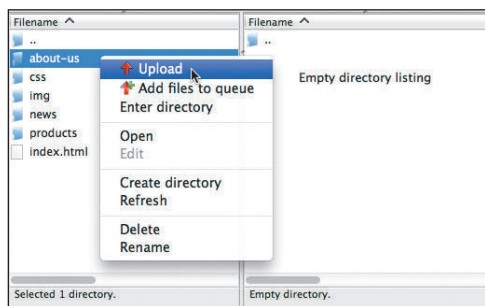 Filename ^
..
about-us
css
img
news
products
index.html
Selected 1 directory.
Upload
Add files to queue
Enter directory
Open
Edit
Create directory
Refresh
Delete
Rename
Filename ^
..
Empty directory listing
Empty directory.